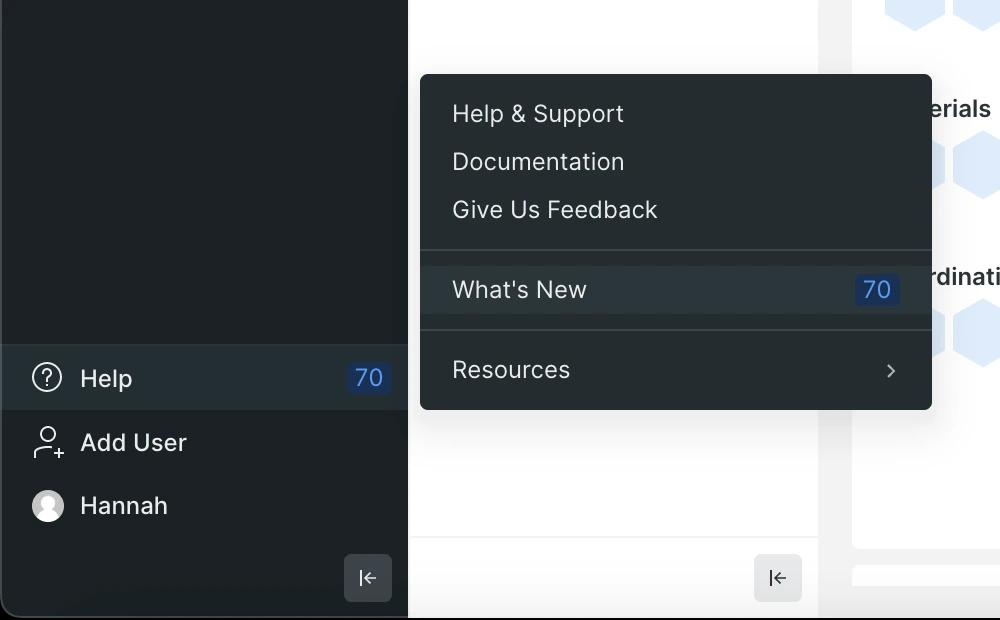 Help & Support
Documentation
Give Us Feedback
What's New 70
Resources
Help 70
Add User
Hannah
erials
rdinati